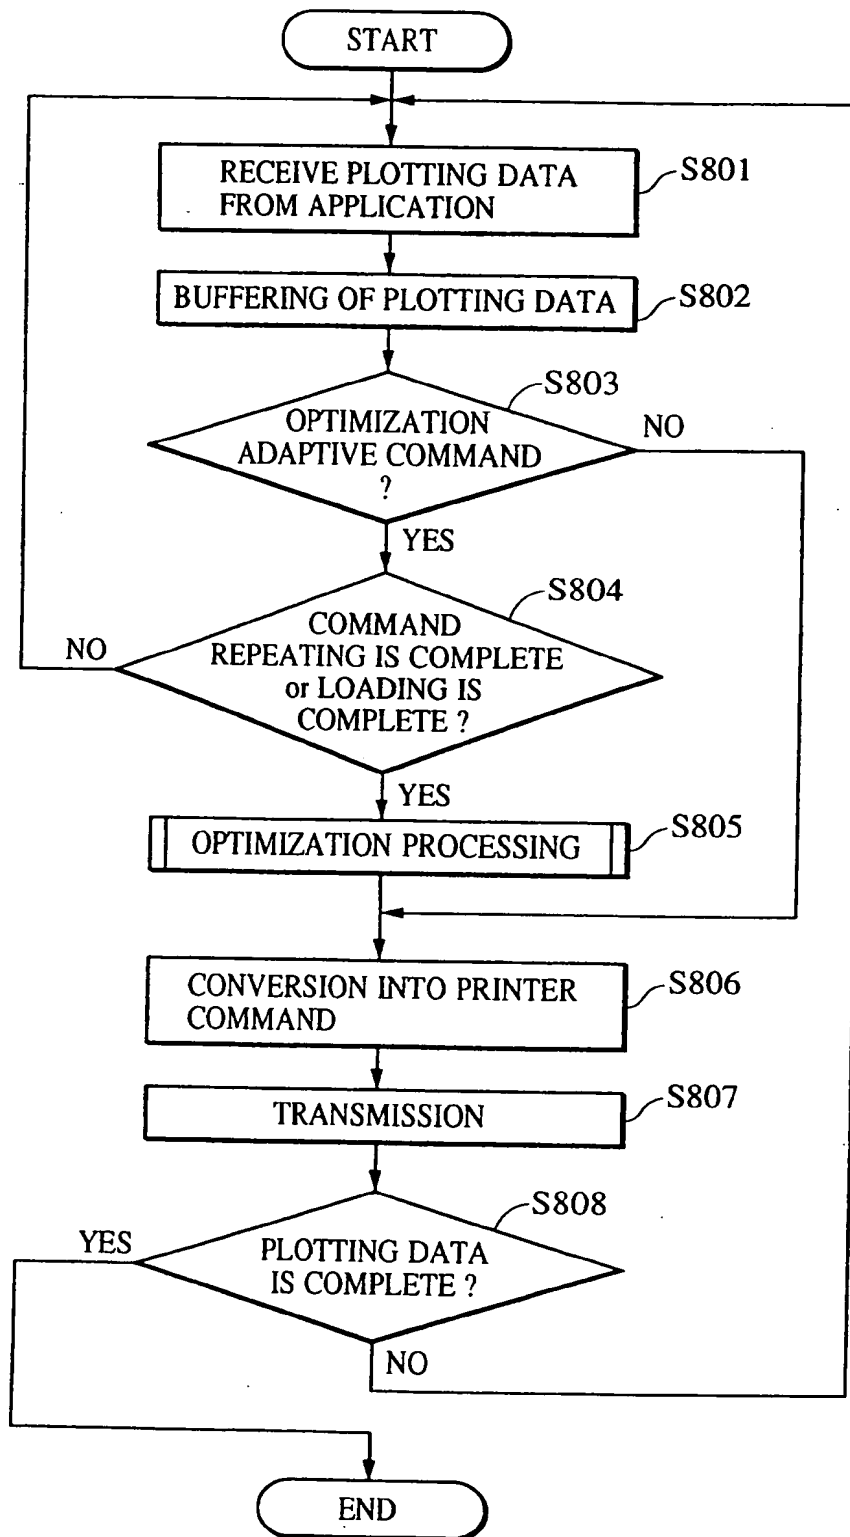 START
RECEIVE PLOTTING DATA
FROM APPLICATION
S801
BUFFERING OF PLOTTING DATA
S802
S803
OPTIMIZATION
ADAPTIVE COMMAND
?
NO
YES
S804
COMMAND
REPEATING IS COMPLETE
or LOADING IS
COMPLETE ?
NO
YES
OPTIMIZATION PROCESSING
S805
CONVERSION INTO PRINTER
COMMAND
S806
TRANSMISSION
S807
S808
YES
PLOTTING DATA
IS COMPLETE ?
NO
END